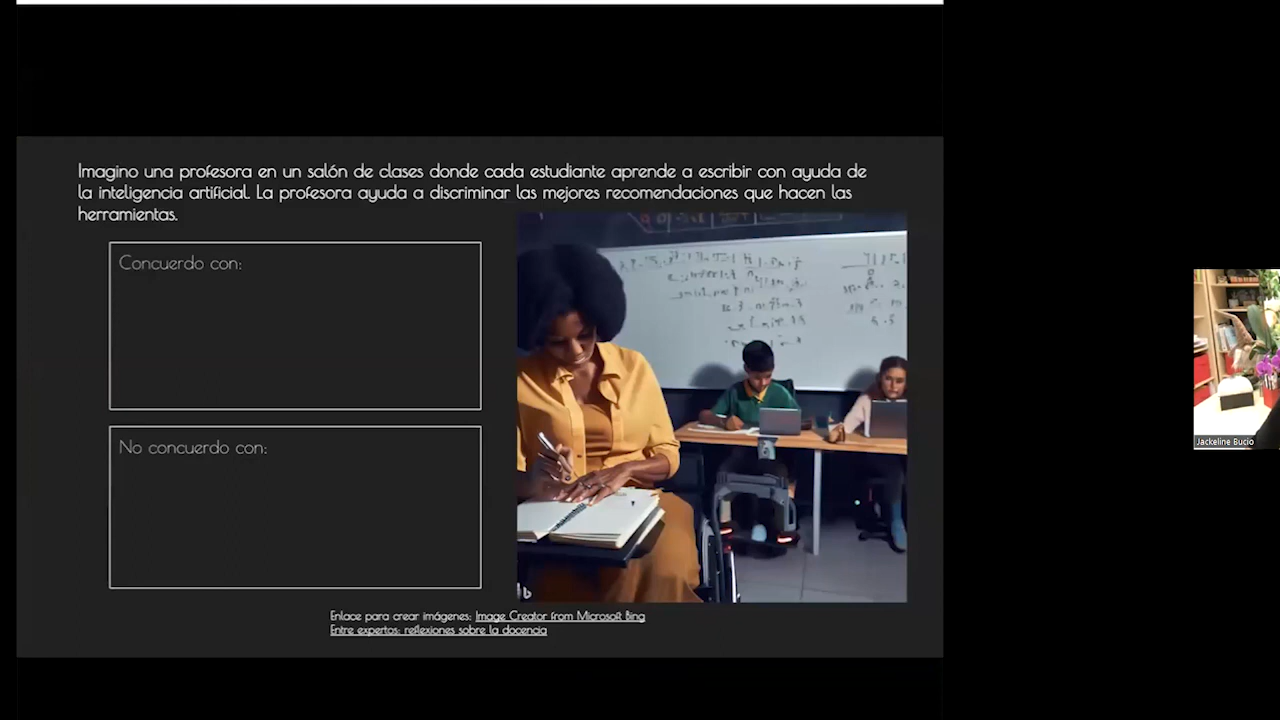 Imagino una profesora en un salón de clases donde cada estudiante aprende a escribir con ayuda de
la inteligencia artificial. La profesora ayuda a discriminar las mejores recomendaciones que hacen las
herramientas.
Concuerdo con:
No concuerdo con:
Enlace para crear imágenes: Image Creator from Microsoft Bing
Entre expertos: reflexiones sobre la docencia
Jackeline Bucio